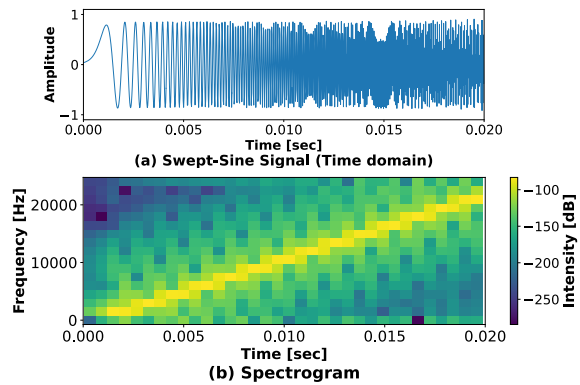 Amplitude
1
0
−1
0.000 0.005 0.010 0.015 0.020
Time [sec]
(a) Swept-Sine Signal (Time domain)
Frequency [Hz]
20000
10000
0
0.000 0.005 0.010 0.015 0.020
Time [sec]
−100
−150
−200
−250
Intensity [dB]
(b) Spectrogram